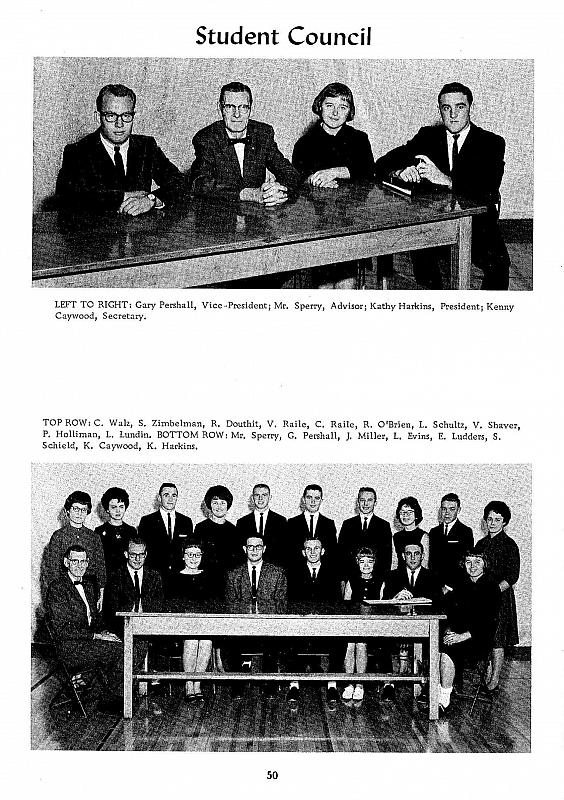 Student Council
LEFT TO RIGHT: Gary Pershall, Vice-President; Mr. Sperry, Advisor; Kathy Harkins, President; Kenny
Caywood, Secretary.
TOP ROW: C. Walz, S. Zimbelman, R. Douthit, V. Raile, C. Raile, R. O'Brien, L. Schultz, V. Shaver,
P. Holliman, L. Lundin. BOTTOM ROW: Mr. Sperry, G. Pershall, J. Miller, L. Evins, E. Ludders, S.
Schield, K. Caywood, K. Harkins.
50